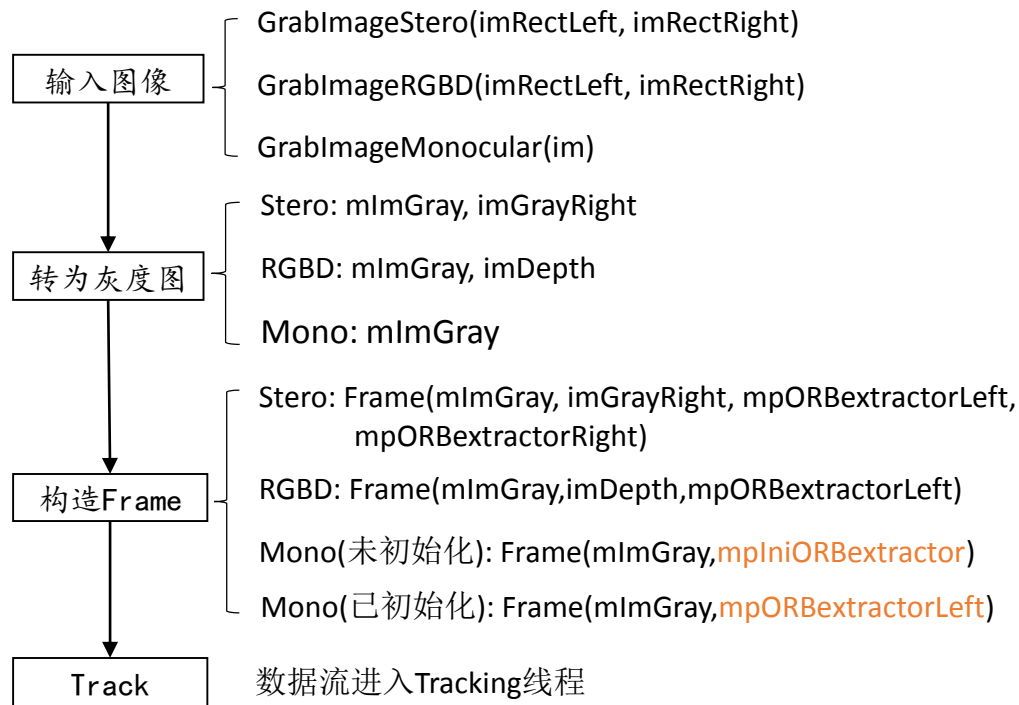 GrabImageStero(imRectLeft, imRectRight)
输入图像
GrabImageRGBD(imRectLeft, imRectRight)
GrabImageMonocular(im)
Stero: mImGray, imGrayRight
转为灰度图
RGBD: mImGray, imDepth
Mono: mImGray
Stero: Frame(mImGray, imGrayRight, mpORBextractorLeft,
mpORBextractorRight)
构造Frame
RGBD: Frame(mImGray,imDepth,mpORBextractorLeft)
Mono(未初始化): Frame(mImGray,mpIniORBextractor)
Mono(已初始化): Frame(mImGray,mpORBextractorLeft)
Track
数据流进入Tracking线程